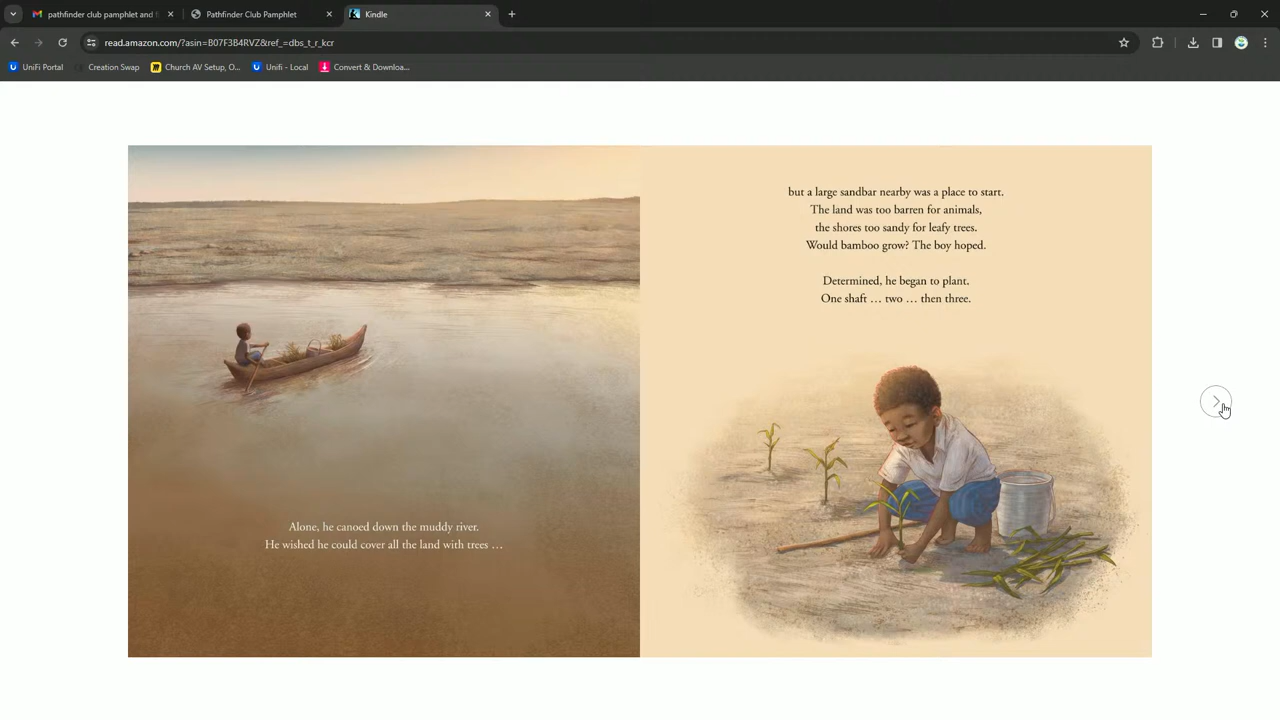 pathfinder club pamphlet and t
Pathfinder Club Pamphlet
Kindle
read.amazon.com/?asin=B07F3B4RVZ&ref_=dbs_t_r_kcr
UniFi Portal
Creation Swap
Church AV Setup, O...
Unifi - Local
Convert & Downloa...
Alone, he canoed down the muddy river.
He wished he could cover all the land with trees ...
but a large sandbar nearby was a place to start.
The land was too barren for animals,
the shores too sandy for leafy trees.
Would bamboo grow? The boy hoped.
Determined, he began to plant.
One shaft ... two ... then three.